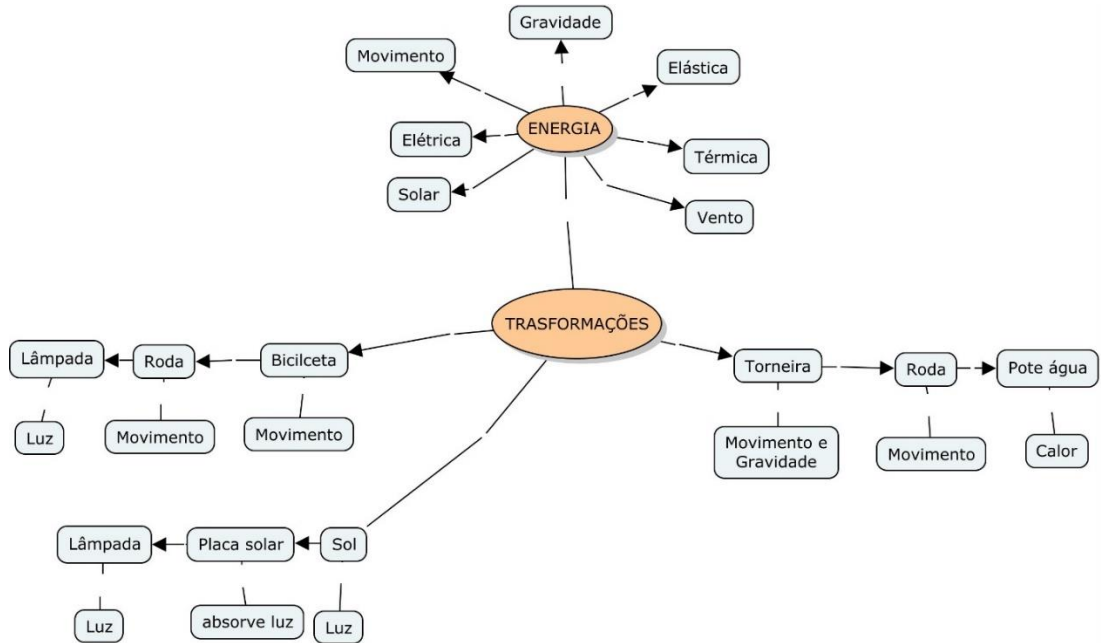 Gravidade
Movimento
Elástica
ENERGIA
Elétrica
Térmica
Solar
Vento
TRASFORMAÇÕES
Lâmpada
Roda
Bicilceta
Torneira
Roda
Pote água
Luz
Movimento
Movimento
Movimento e
Gravidade
Movimento
Calor
Lâmpada
Placa solar
Sol
Luz
absorve luz
Luz